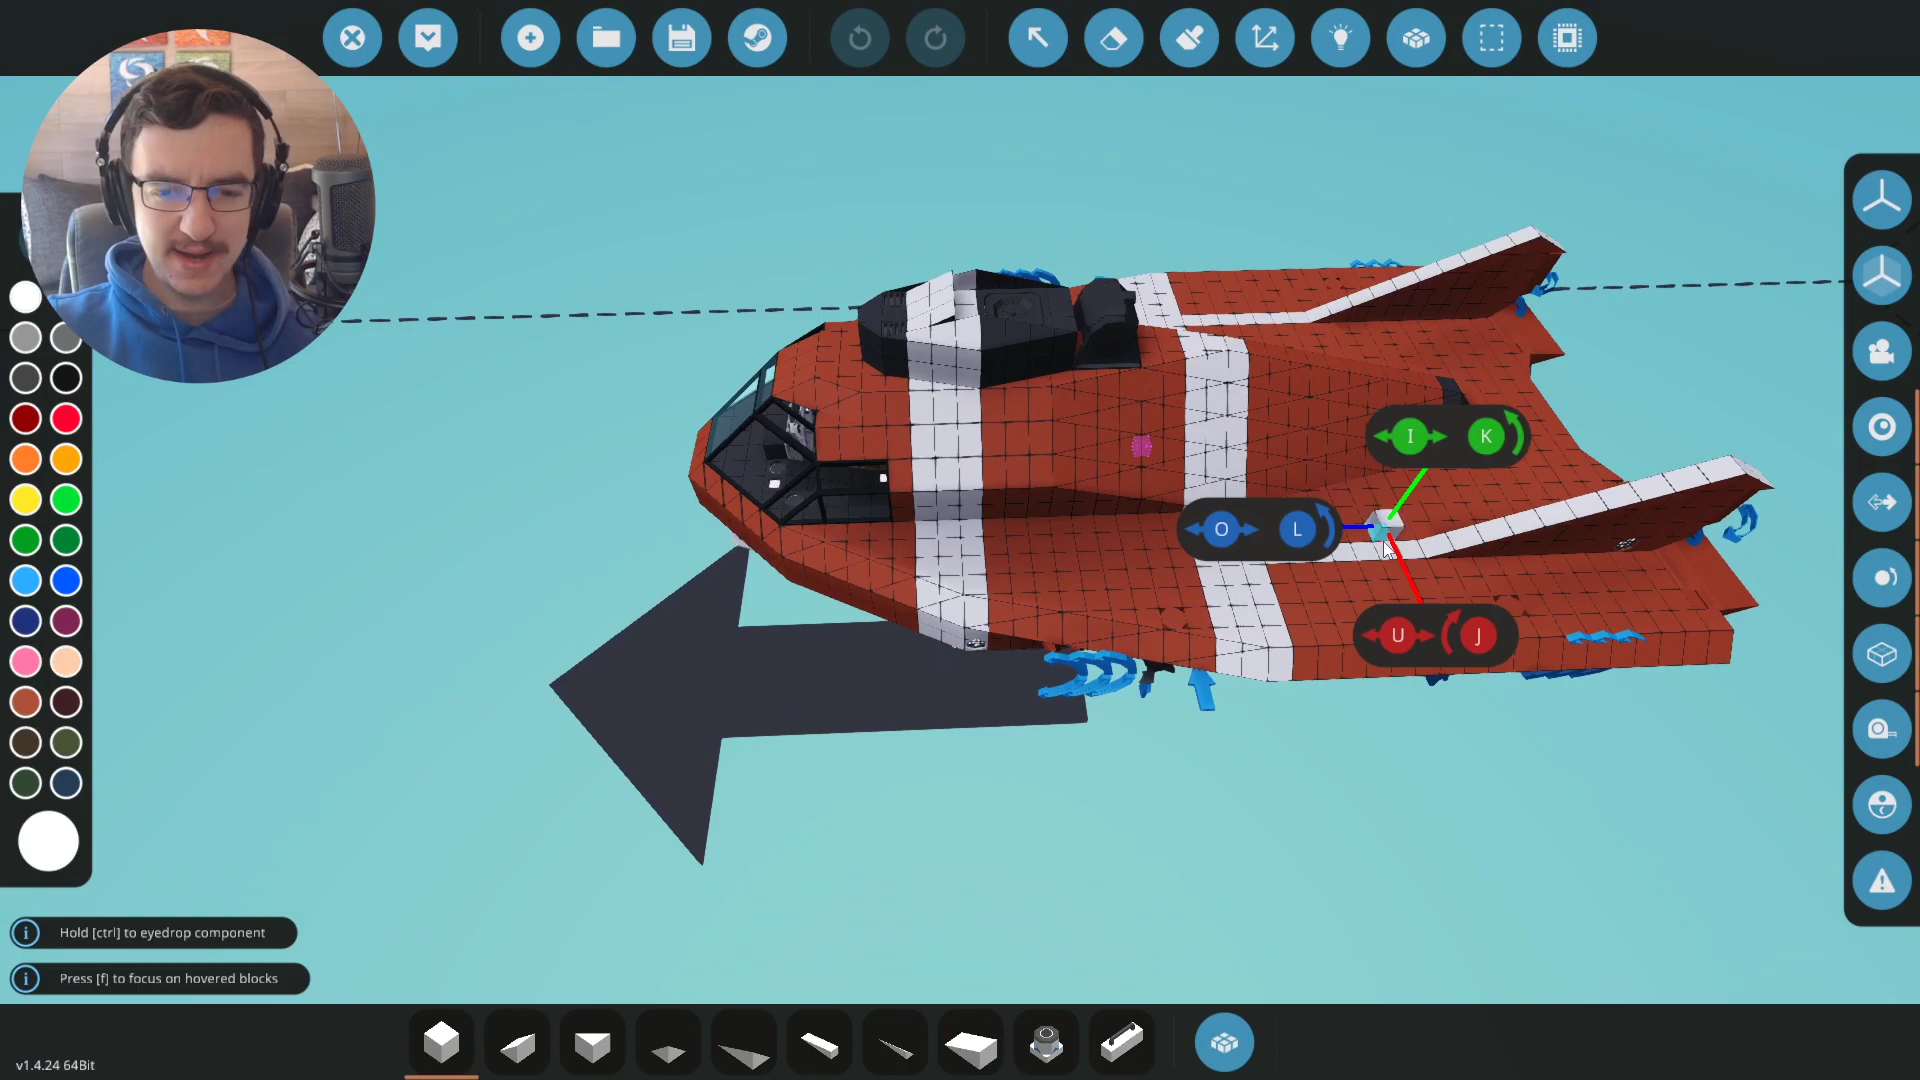 I K
O L
U J
Hold [ctrl] to eyedrop component
Press [f] to focus on hovered blocks
v1.4.24 64Bit